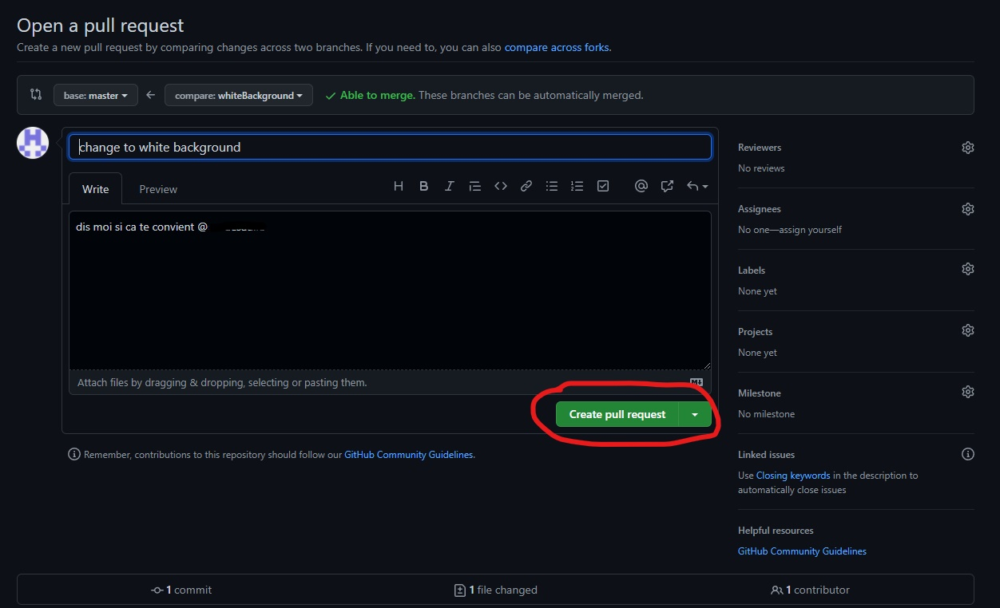 Open a pull request
Create a new pull request by comparing changes across two branches. If you need to, you can also compare across forks.
base: master
compare: whiteBackground
Able to merge. These branches can be automatically merged.
change to white background
Write
Preview
dis moi si ca te convient @
Attach files by dragging & dropping, selecting or pasting them.
Create pull request
Remember, contributions to this repository should follow our GitHub Community Guidelines.
Reviewers
No reviews
Assignees
No one—assign yourself
Labels
None yet
Projects
None yet
Milestone
No milestone
Linked issues
Use Closing keywords in the description to
automatically close issues
Helpful resources
GitHub Community Guidelines
1 commit
1 file changed
1 contributor